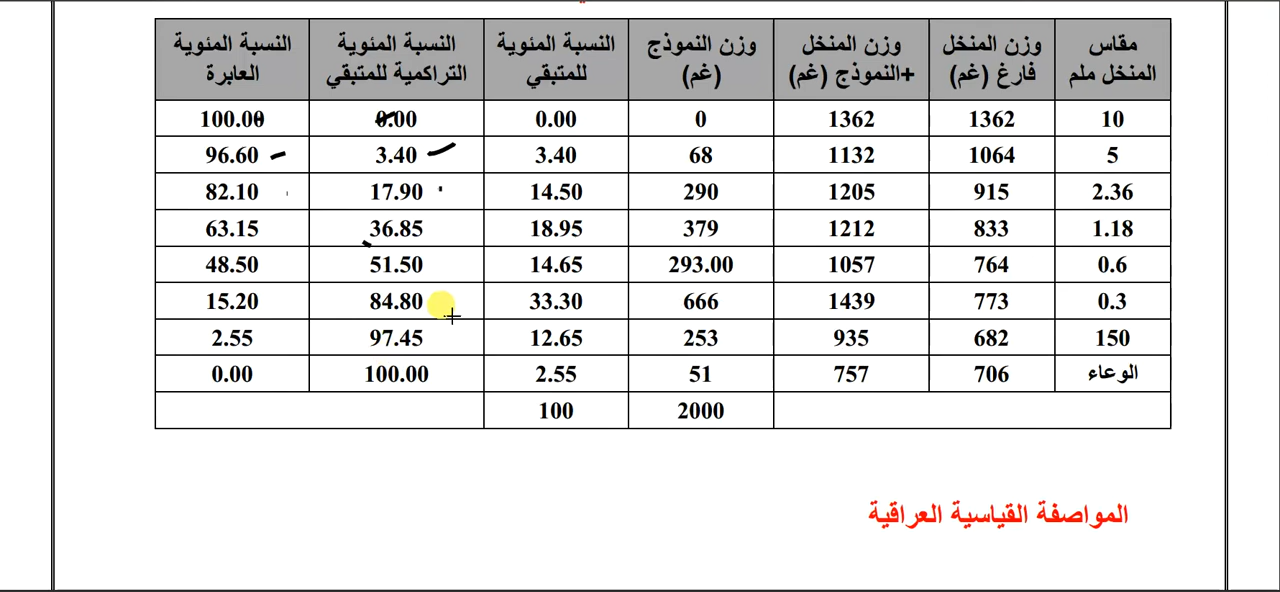 مقاس المنخل ملم | وزن المنخل فارغ (غم) | وزن المنخل +النموذج (غم) | وزن النموذج (غم) | النسبة المئوية للمتبقي | النسبة المئوية التراكمية للمتبقي | النسبة المئوية العابرة
10 | 1362 | 1362 | 0 | 0.00 | 0.00 | 100.00
5 | 1064 | 1132 | 68 | 3.40 | 3.40 | 96.60
2.36 | 915 | 1205 | 290 | 14.50 | 17.90 | 82.10
1.18 | 833 | 1212 | 379 | 18.95 | 36.85 | 63.15
0.6 | 764 | 1057 | 293.00 | 14.65 | 51.50 | 48.50
0.3 | 773 | 1439 | 666 | 33.30 | 84.80 | 15.20
150 | 682 | 935 | 253 | 12.65 | 97.45 | 2.55
الوعاء | 706 | 757 | 51 | 2.55 | 100.00 | 0.00
2000 | 100
المواصفة القياسية العراقية